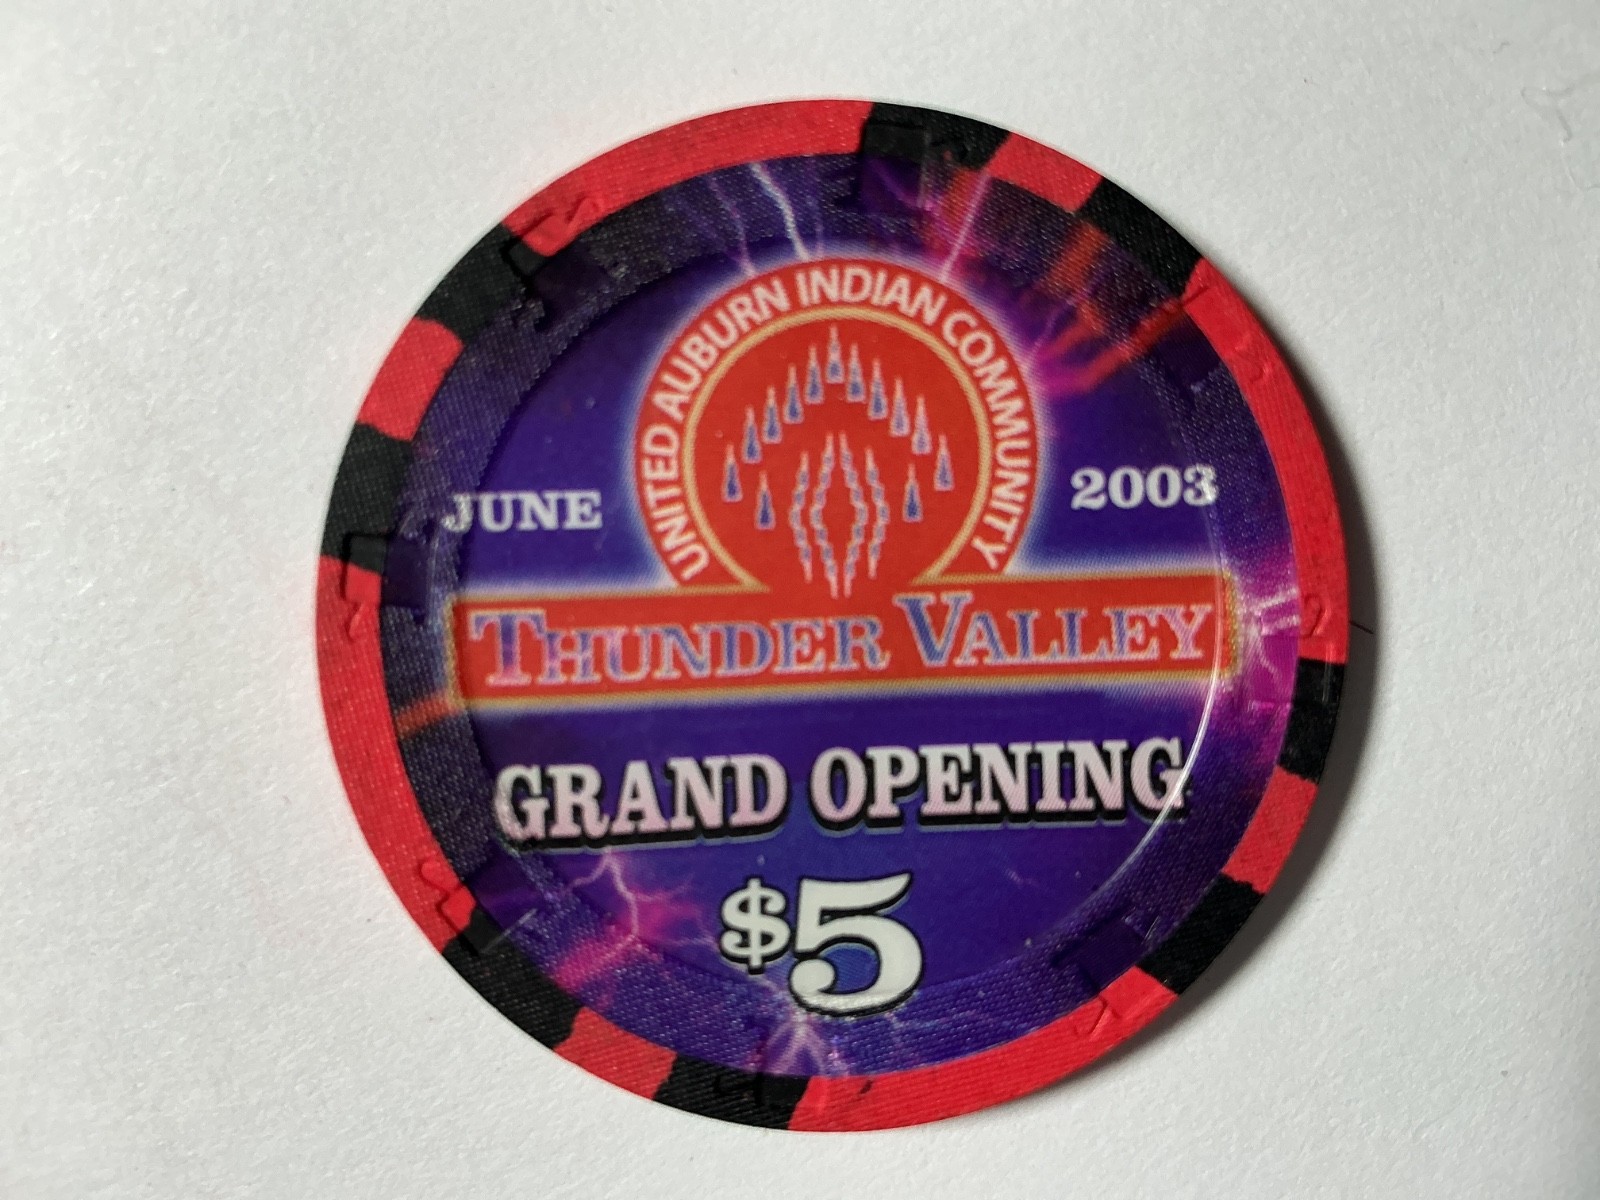 UNITED AUBURN INDIAN COMMUNITY
JUNE 2003
THUNDER VALLEY
GRAND OPENING
$5